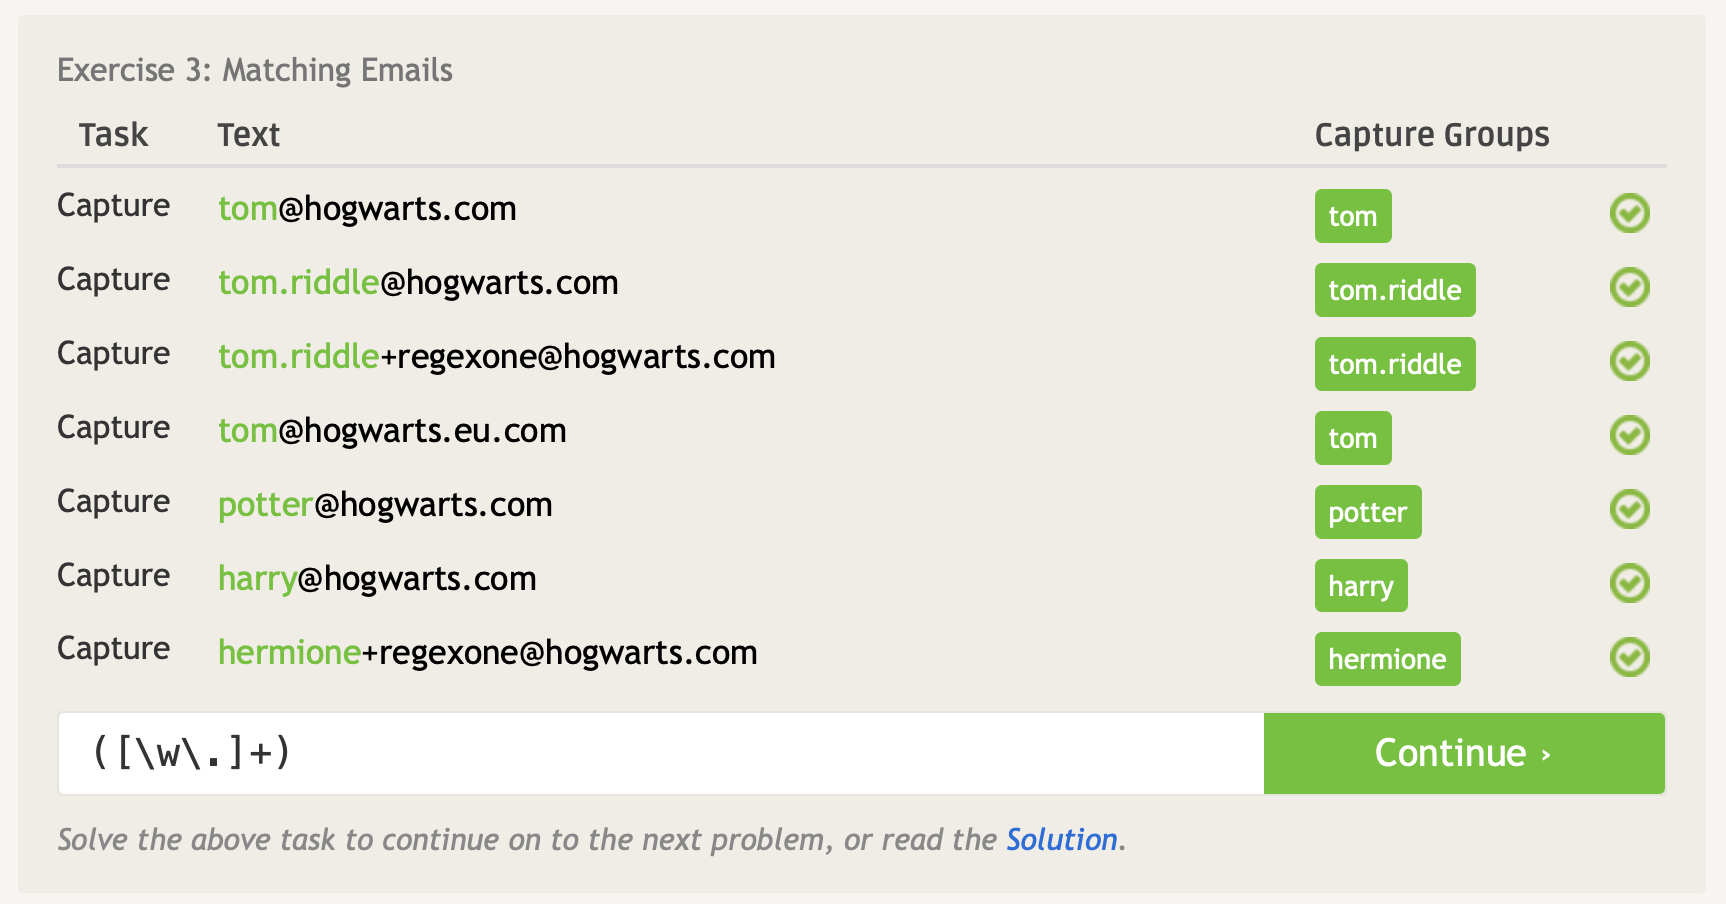 Exercise 3: Matching Emails
Task Text Capture Groups
Capture tom@hogwarts.com tom
Capture tom.riddle@hogwarts.com tom.riddle
Capture tom.riddle+regexone@hogwarts.com tom.riddle
Capture tom@hogwarts.eu.com tom
Capture potter@hogwarts.com potter
Capture harry@hogwarts.com harry
Capture hermione+regexone@hogwarts.com hermione
([\w\.]+) Continue ›
Solve the above task to continue on to the next problem, or read the Solution.